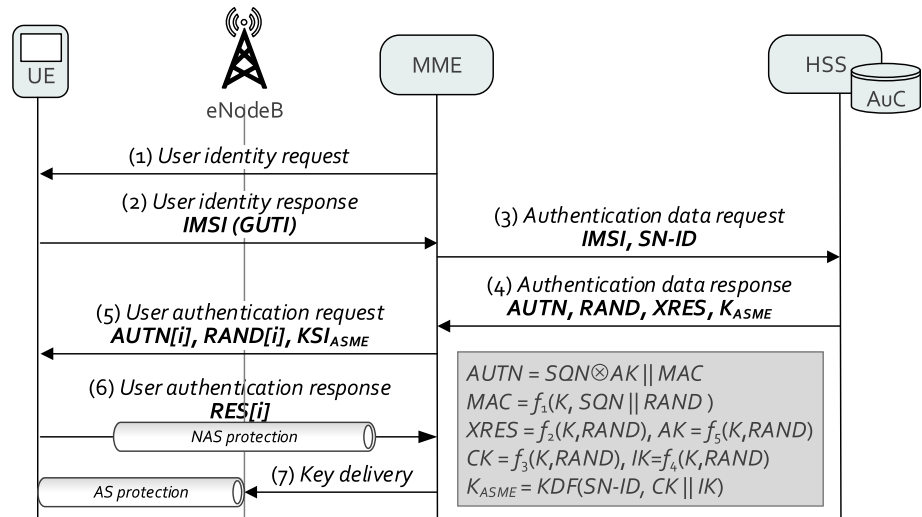 UE
eNodeB
MME
HSS
AuC
(1) User identity request
(2) User identity response
IMSI (GUTI)
(3) Authentication data request
IMSI, SN-ID
(4) Authentication data response
AUTN, RAND, XRES, K_ASME
(5) User authentication request
AUTN[i], RAND[i], KSI_ASME
(6) User authentication response
RES[i]
NAS protection
(7) Key delivery
AS protection
AUTN = SQN⊗AK || MAC
MAC = f₁(K, SQN || RAND )
XRES = f₂(K,RAND), AK = f₅(K,RAND)
CK = f₃(K,RAND), IK=f₄(K,RAND)
K_ASME = KDF(SN-ID, CK || IK)